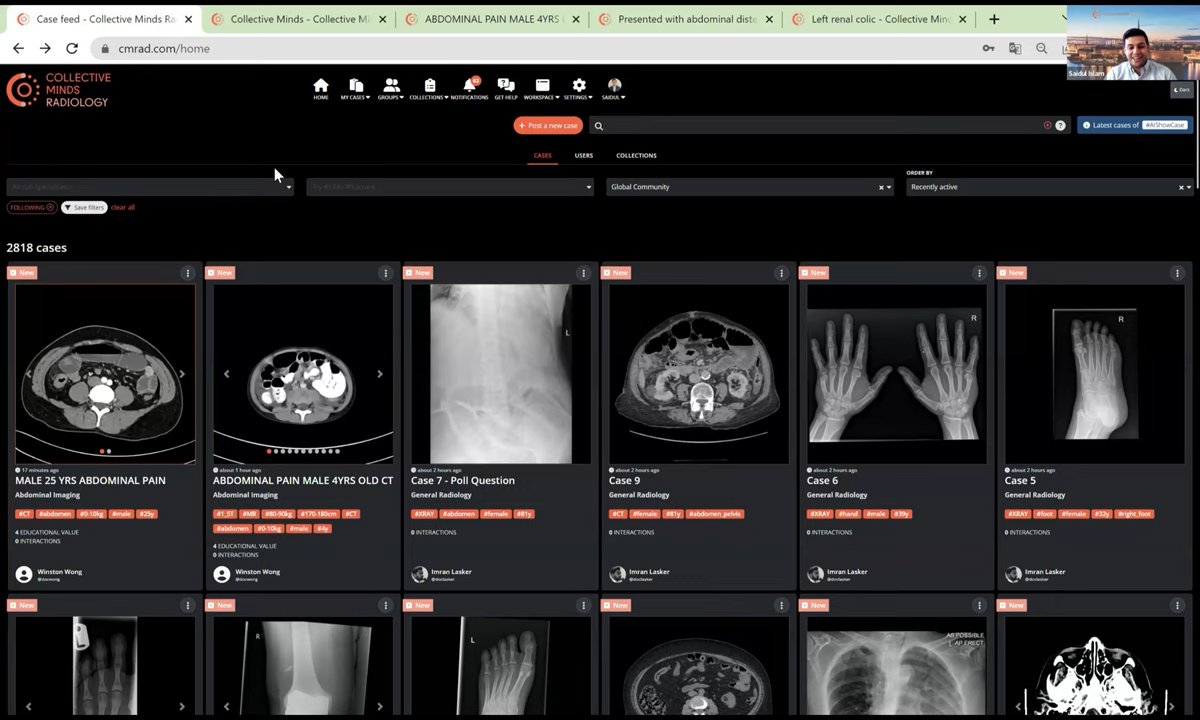 Case feed - Collective Minds Ra
Collective Minds - Collective Mi
ABDOMINAL PAIN MALE 4YRS
Presented with abdominal diste
Left renal colic - Collective Minc
cmrad.com/home
Saidul Islam
COLLECTIVE
MINDS
RADIOLOGY
HOME
MY CASES
GROUPS
COLLECTIONS
NOTIFICATIONS
GET HELP
WORKSPACE
SETTINGS
SAIDUL
Dark
+ Post a new case
Latest cases of #AIShowCase
CASES
USERS
COLLECTIONS
ORDER BY
Global Community
Recently active
FOLLOWING
Save filters
clear all
2818 cases
New
New
New
New
New
New
L
R
R
17 minutes ago
MALE 25 YRS ABDOMINAL PAIN
Abdominal Imaging
#CT #abdomen #0-10kg #male #25y
4 EDUCATIONAL VALUE
0 INTERACTIONS
Winston Wong
about 1 hour ago
ABDOMINAL PAIN MALE 4YRS OLD CT
Abdominal Imaging
#1_5T #MR #80-90kg #170-180cm #CT
#abdomen #0-10kg #male #4y
4 EDUCATIONAL VALUE
0 INTERACTIONS
Winston Wong
about 2 hours ago
Case 7 - Poll Question
General Radiology
#XRAY #abdomen #female #81y
0 INTERACTIONS
Imran Lasker
about 2 hours ago
Case 9
General Radiology
#CT #female #81y #abdomen_pelvis
0 INTERACTIONS
Imran Lasker
about 2 hours ago
Case 6
General Radiology
#XRAY #hand #male #39y
0 INTERACTIONS
Imran Lasker
about 2 hours ago
Case 5
General Radiology
#XRAY #foot #female #32y #right_foot
0 INTERACTIONS
Imran Lasker
New
New
New
New
New
New
L
R
L
AS POSSIBLE
AP ERECT